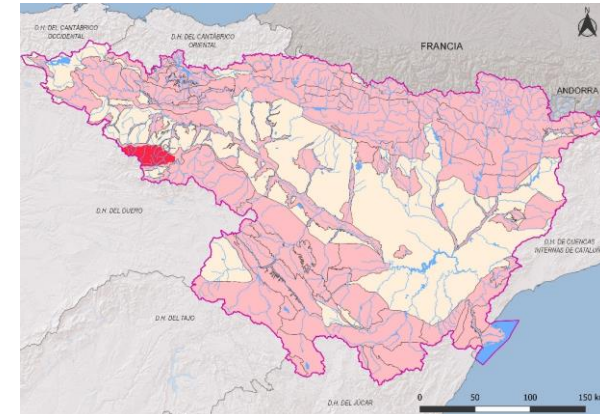 D.H. DEL CANTÁBRICO
OCCIDENTAL
D.H. DEL CANTÁBRICO
ORIENTAL
N
FRANCIA
ANDORRA
D.H. DEL DUERO
D.H. DE CUENCAS
INTERNAS DE CATALUÑ
D.H. DEL TAJO
D.H. DEL JÚCAR
0 50 100 150 km